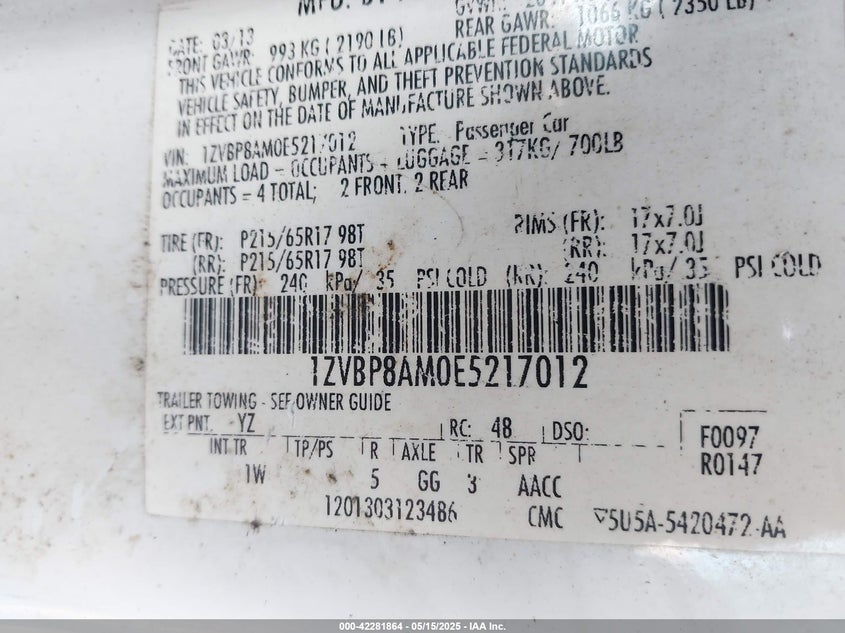 MFD. BY
GVWR:
DATE: 03/13
REAR GAWR: 1066 KG ( 2350 LB)
FRONT GAWR: 993 KG ( 2190 LB)
THIS VEHICLE CONFORMS TO ALL APPLICABLE FEDERAL MOTOR
VEHICLE SAFETY, BUMPER, AND THEFT PREVENTION STANDARDS
IN EFFECT ON THE DATE OF MANUFACTURE SHOWN ABOVE.
VIN: 1ZVBP8AM0E5217012 TYPE: Passenger Car
MAXIMUM LOAD = OCCUPANTS + LUGGAGE = 317KG/ 700LB
OCCUPANTS = 4 TOTAL; 2 FRONT, 2 REAR
TIRE (FR): P215/65R17 98T RIMS (FR): 17x7.0J
(RR): P215/65R17 98T (RR): 17x7.0J
PRESSURE (FR): 240 kPa/ 35 PSI COLD (RR): 240 kPa/ 35 PSI COLD
1ZVBP8AM0E5217012
TRAILER TOWING - SEE OWNER GUIDE
EXT PNT: YZ RC: 48 DSO:
F0097
INT TR TP/PS R AXLE TR SPR
R0147
1W 5 GG 3 AACC
1201303123486 CMC ▽5U5A-5420472-AA
000-42281864 / 05/15/2025 - IAA Inc.